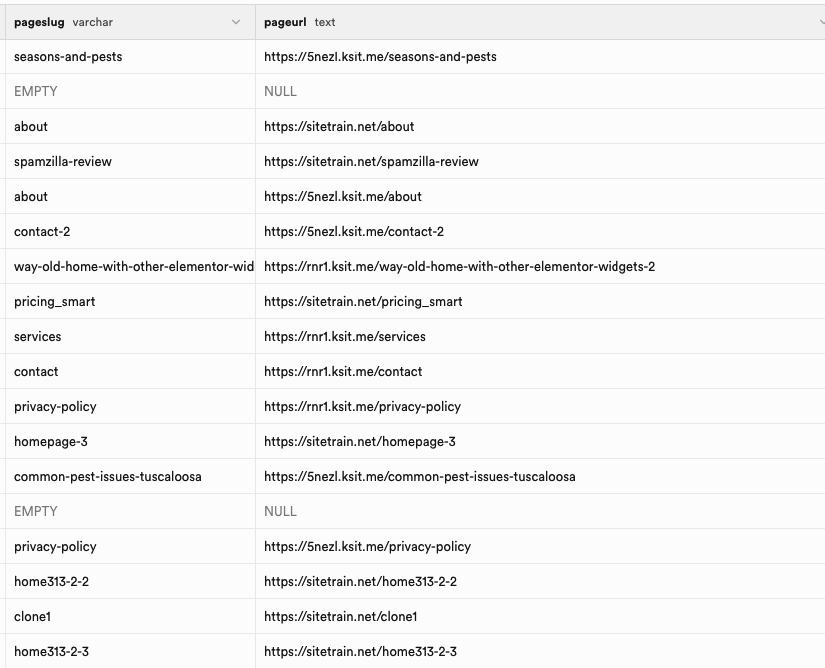 pageslug varchar pageurl text
seasons-and-pests https://5nezl.ksit.me/seasons-and-pests
EMPTY NULL
about https://sitetrain.net/about
spamzilla-review https://sitetrain.net/spamzilla-review
about https://5nezl.ksit.me/about
contact-2 https://5nezl.ksit.me/contact-2
way-old-home-with-other-elementor-wid https://rnr1.ksit.me/way-old-home-with-other-elementor-widgets-2
pricing_smart https://sitetrain.net/pricing_smart
services https://rnr1.ksit.me/services
contact https://rnr1.ksit.me/contact
privacy-policy https://rnr1.ksit.me/privacy-policy
homepage-3 https://sitetrain.net/homepage-3
common-pest-issues-tuscaloosa https://5nezl.ksit.me/common-pest-issues-tuscaloosa
EMPTY NULL
privacy-policy https://5nezl.ksit.me/privacy-policy
home313-2-2 https://sitetrain.net/home313-2-2
clone1 https://sitetrain.net/clone1
home313-2-3 https://sitetrain.net/home313-2-3